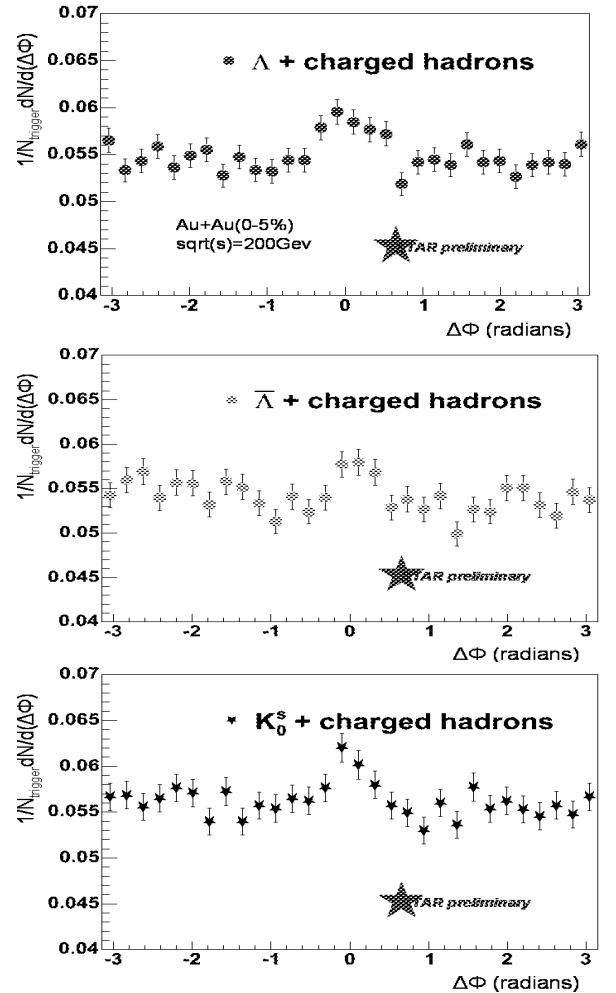 0.07
0.065
0.06
0.055
0.05
0.045
0.04
1/N_trigger dN/d(ΔΦ)
Λ + charged hadrons
Au+Au(0-5%)
sqrt(s)=200Gev
TAR preliminary
-3 -2 -1 0 1 2 3
ΔΦ (radians)
0.07
0.065
0.06
0.055
0.05
0.045
0.04
1/N_trigger dN/d(ΔΦ)
Λ̅ + charged hadrons
TAR preliminary
-3 -2 -1 0 1 2 3
ΔΦ (radians)
0.07
0.065
0.06
0.055
0.05
0.045
0.04
1/N_trigger dN/d(ΔΦ)
K₀ˢ + charged hadrons
TAR preliminary
-3 -2 -1 0 1 2 3
ΔΦ (radians)